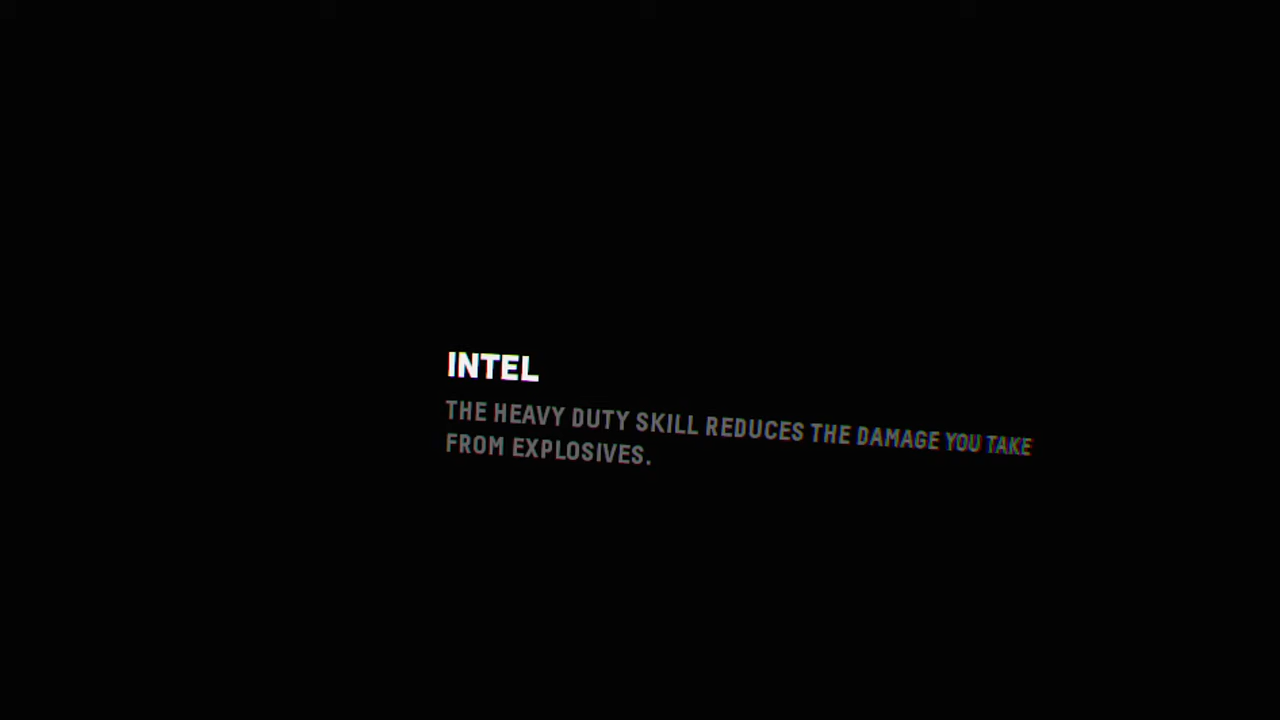 INTEL
THE HEAVY DUTY SKILL REDUCES THE DAMAGE YOU TAKE
FROM EXPLOSIVES.